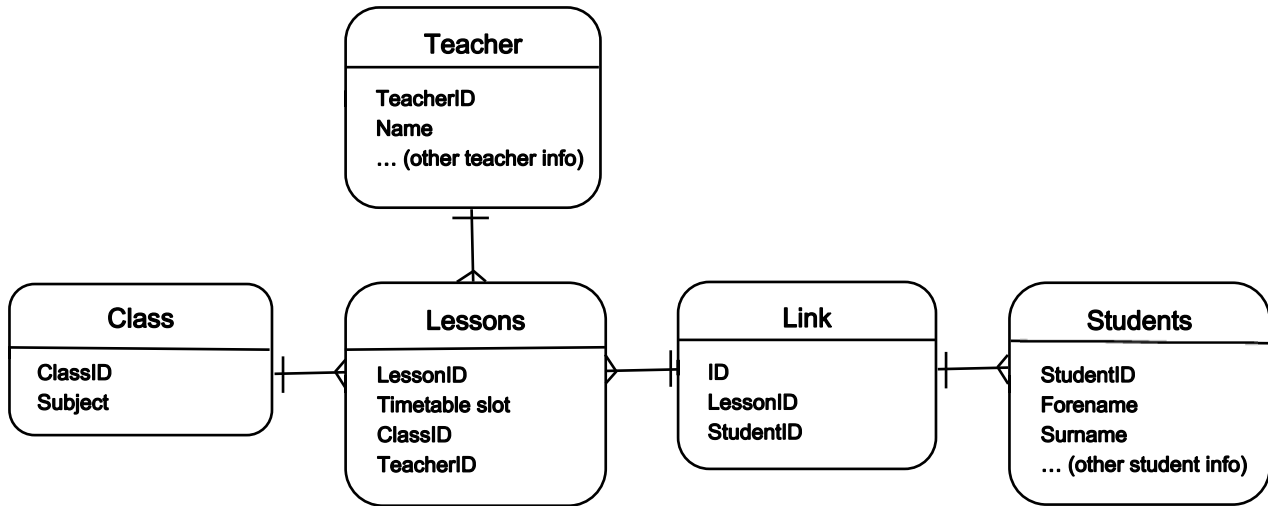 Teacher
TeacherID
Name
... (other teacher info)
Class
ClassID
Subject
Lessons
LessonID
Timetable slot
ClassID
TeacherID
Link
ID
LessonID
StudentID
Students
StudentID
Forename
Surname
... (other student info)